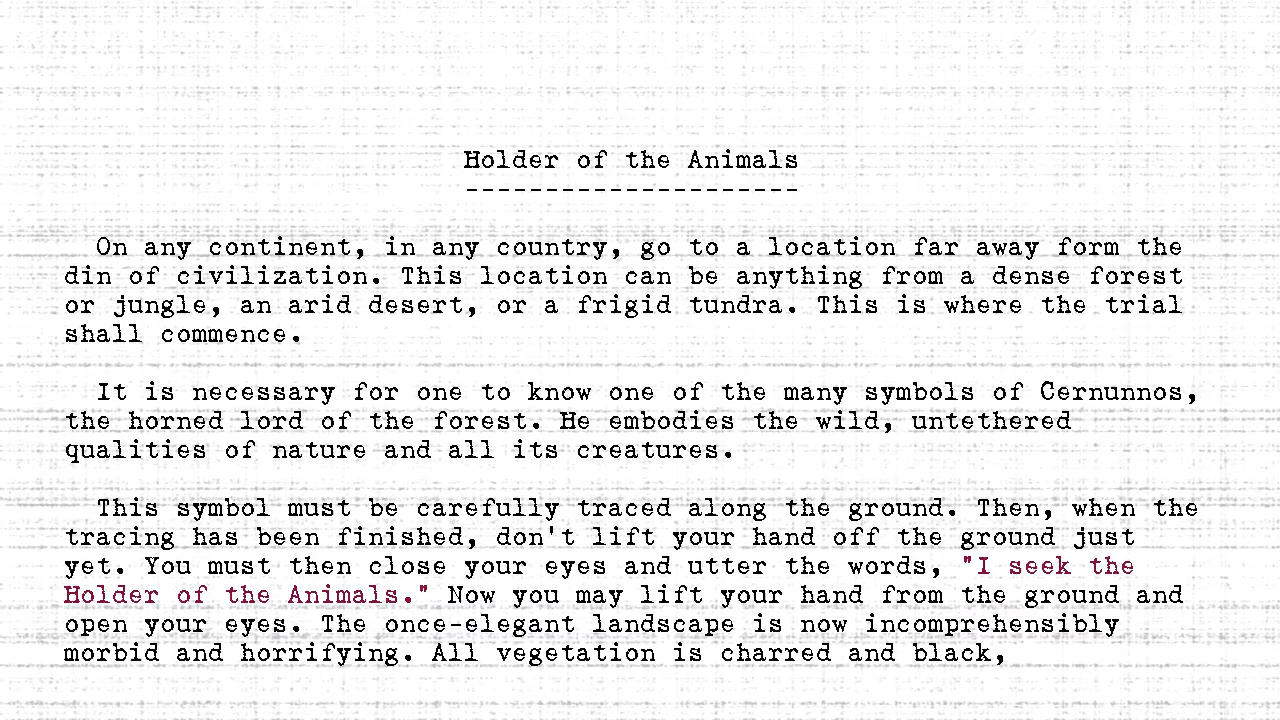 Holder of the Animals
---------------------
On any continent, in any country, go to a location far away form the
din of civilization. This location can be anything from a dense forest
or jungle, an arid desert, or a frigid tundra. This is where the trial
shall commence.
It is necessary for one to know one of the many symbols of Cernunnos,
the horned lord of the forest. He embodies the wild, untethered
qualities of nature and all its creatures.
This symbol must be carefully traced along the ground. Then, when the
tracing has been finished, don't lift your hand off the ground just
yet. You must then close your eyes and utter the words, "I seek the
Holder of the Animals." Now you may lift your hand from the ground and
open your eyes. The once-elegant landscape is now incomprehensibly
morbid and horrifying. All vegetation is charred and black,